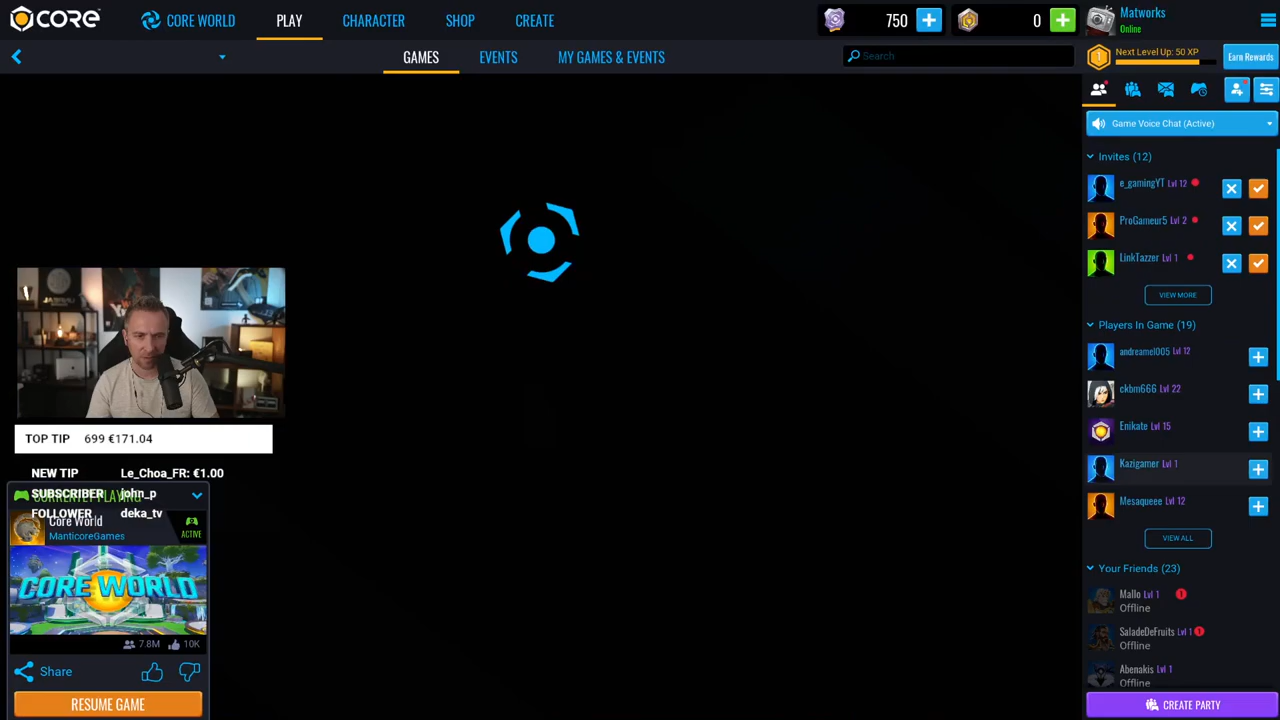 CORE
CORE WORLD
PLAY
CHARACTER
SHOP
CREATE
750
0
Matworks
Online
GAMES
EVENTS
MY GAMES & EVENTS
Search
1
Next Level Up: 50 XP
Earn Rewards
Game Voice Chat (Active)
Invites (12)
e_gamingYT Lvl 12
ProGameur5 Lvl 2
LinkTazzer Lvl 1
VIEW MORE
Players In Game (19)
andreamel005 Lvl 12
ckbm666 Lvl 22
Enikate Lvl 15
Kazigamer Lvl 1
Mesaqueee Lvl 12
VIEW ALL
Your Friends (23)
Mallo Lvl 1
Offline
SaladeDeFruits Lvl 1
Offline
Abenakis Lvl 1
Offline
CREATE PARTY
TOP TIP 699 €171.04
NEW TIP Le_Choa_FR: €1.00
SUBSCRIBER john_p
CURRENTLY PLAYING
FOLLOWER deka_tv
Core World
ManticoreGames
ACTIVE
CORE WORLD
7.8M
10K
Share
RESUME GAME